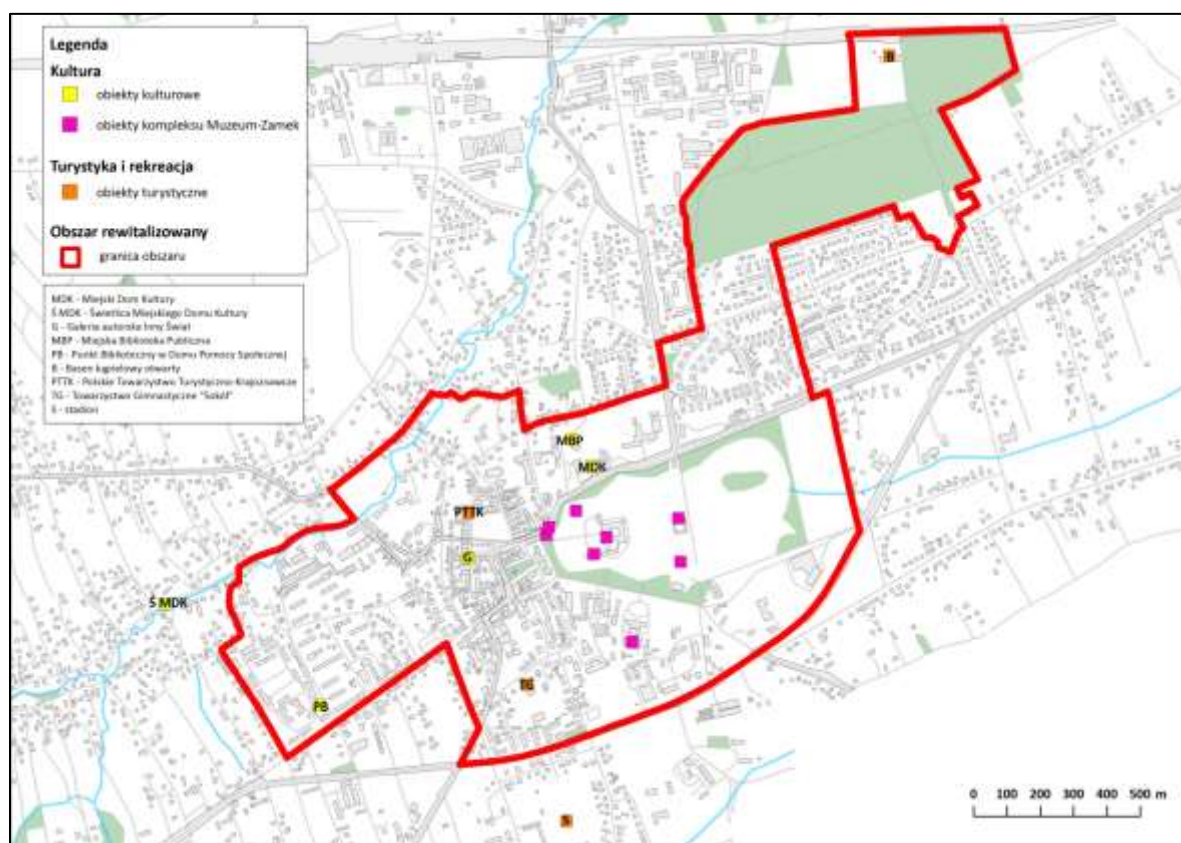 Legenda
Kultura
obiekty kulturowe
obiekty kompleksu Muzeum-Zamek
Turystyka i rekreacja
obiekty turystyczne
Obszar rewitalizowany
granica obszaru
MDK - Miejski Dom Kultury
Ś MDK - Świetlica Miejskiego Domu Kultury
G - Galeria autorska Inny Świat
MBP - Miejska Biblioteka Publiczna
PB - Punkt Biblioteczny w Domu Pomocy Społecznej
B - Basen kąpielowy otwarty
PTTK - Polskie Towarzystwo Turystyczno-Krajoznawcze
TG - Towarzystwo Gimnastyczne "Sokół"
S - stadion
B
MBP
MDK
PTTK
G
Ś MDK
TG
PB
S
0 100 200 300 400 500 m